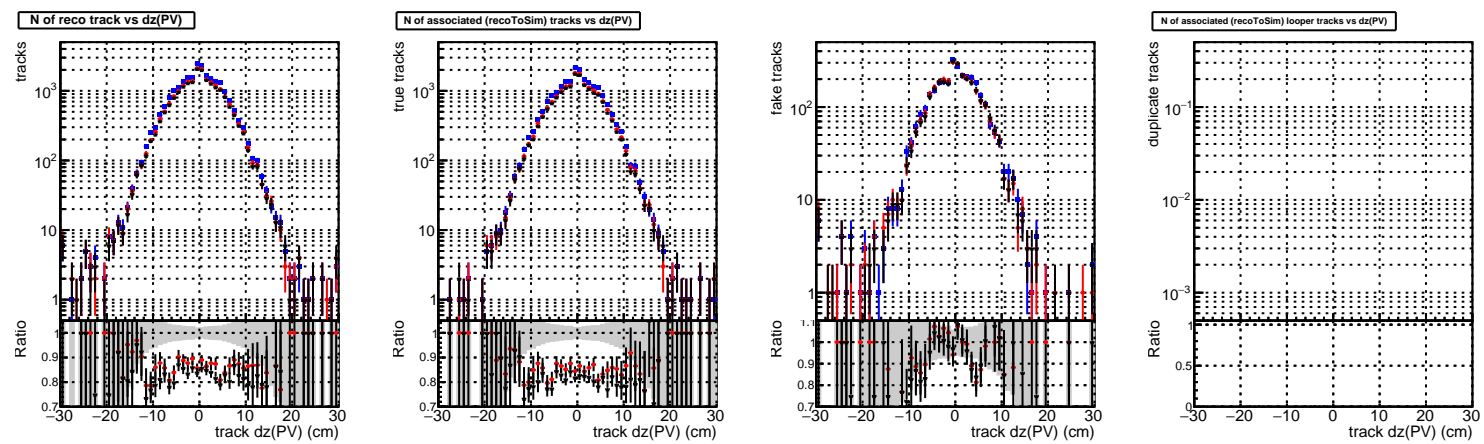 N of reco track vs dz(PV)
tracks
10³
10²
10
1
Ratio
1
0.9
0.8
0.7
−30 −20 −10 0 10 20 30
track dz(PV) (cm)
N of associated (recoToSim) tracks vs dz(PV)
true tracks
10³
10²
10
1
Ratio
1
0.9
0.8
0.7
−30 −20 −10 0 10 20 30
track dz(PV) (cm)
fake tracks
10²
10
1
Ratio
1.1
1
0.9
0.8
0.7
−30 −20 −10 0 10 20 30
track dz(PV) (cm)
N of associated (recoToSim) looper tracks vs dz(PV)
duplicate tracks
10⁻¹
10⁻²
10⁻³
Ratio
1
0.5
0
−30 −20 −10 0 10 20 30
track dz(PV) (cm)